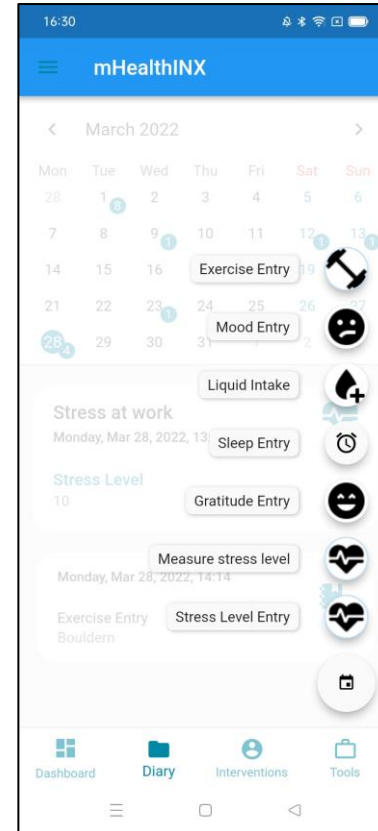 16:30
mHealthINX
March 2022
Mon Tue Wed Thu Fri Sat Sun
28 1 8 2 3 4 5 6
7 8 9 1 10 11 12 1 13 1
14 15 16 Exercise Entry 19
21 22 23 1 24 25 26 27
Mood Entry
28 4 29 30 31 1 2
Liquid Intake
Stress at work
Monday, Mar 28, 2022, 13
Sleep Entry
Stress Level
10
Gratitude Entry
Measure stress level
Monday, Mar 28, 2022, 14:14
Exercise Entry
Stress Level Entry
Bouldern
Dashboard Diary Interventions Tools